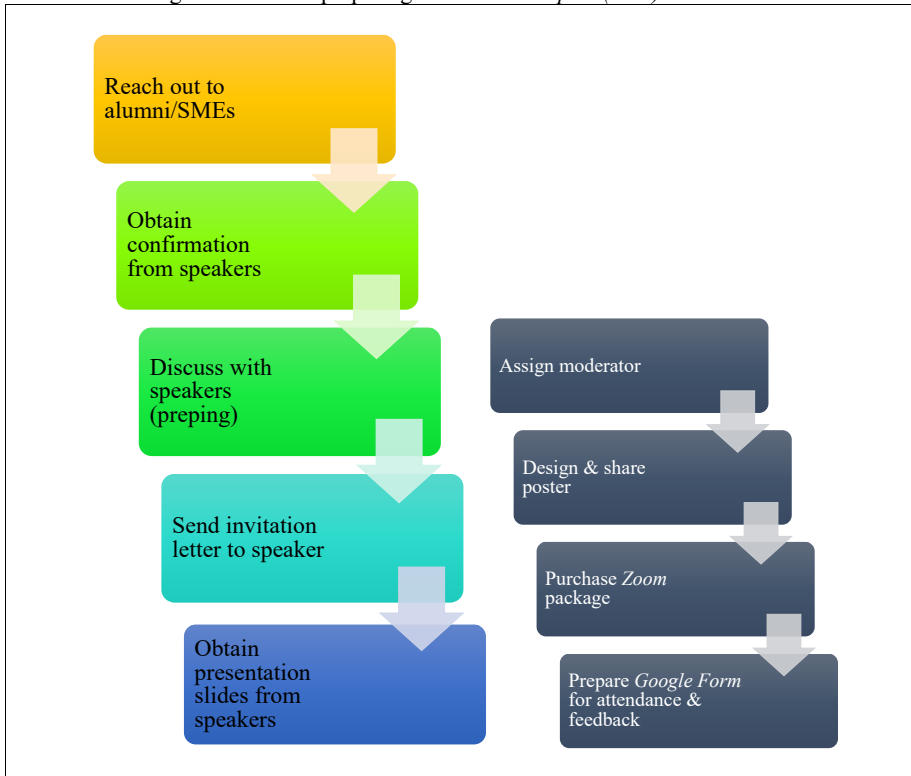 Reach out to
alumni/SMEs
Obtain
confirmation
from speakers
Discuss with
speakers
(preping)
Send invitation
letter to speaker
Obtain
presentation
slides from
speakers
Assign moderator
Design & share
poster
Purchase Zoom
package
Prepare Google Form
for attendance &
feedback